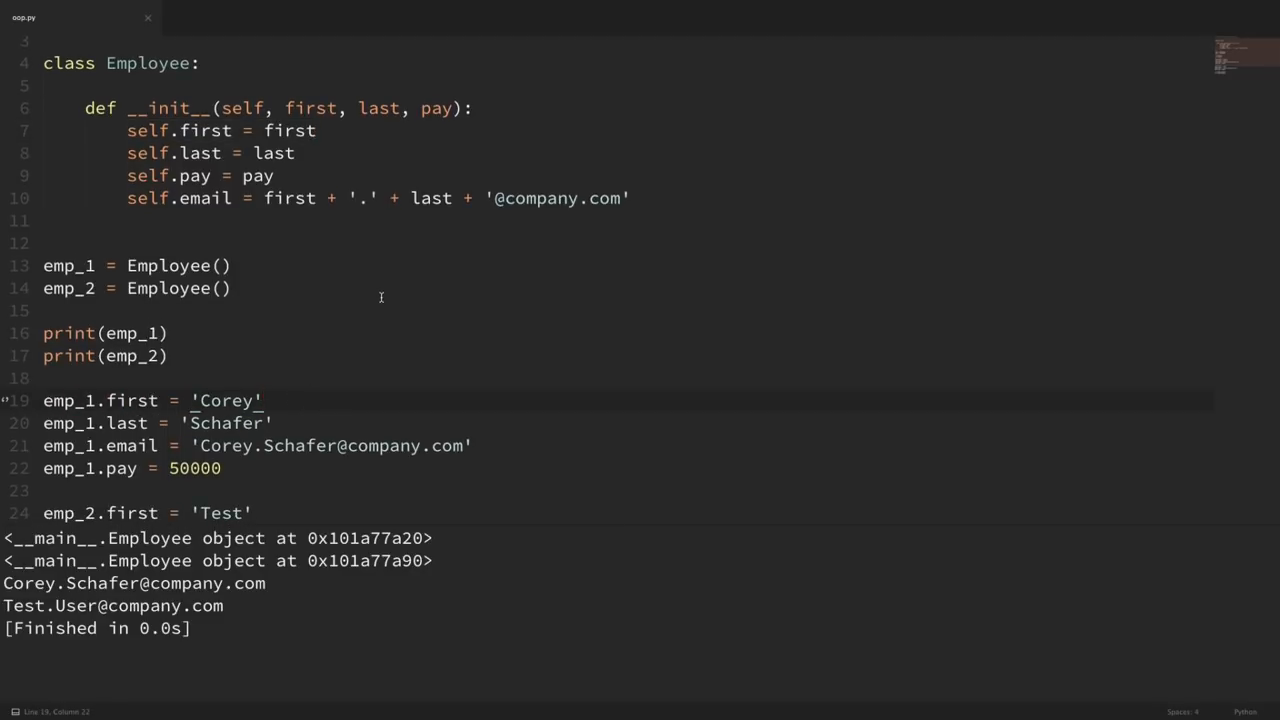 oop.py
×
3
4 class Employee:
5
6     def __init__(self, first, last, pay):
7         self.first = first
8         self.last = last
9         self.pay = pay
10         self.email = first + '.' + last + '@company.com'
11
12
13 emp_1 = Employee()
14 emp_2 = Employee()
15
16 print(emp_1)
17 print(emp_2)
18
19 emp_1.first = 'Corey'
20 emp_1.last = 'Schafer'
21 emp_1.email = 'Corey.Schafer@company.com'
22 emp_1.pay = 50000
23
24 emp_2.first = 'Test'
<__main__.Employee object at 0x101a77a20>
<__main__.Employee object at 0x101a77a90>
Corey.Schafer@company.com
Test.User@company.com
[Finished in 0.0s]
Line 19, Column 22
Spaces: 4
Python